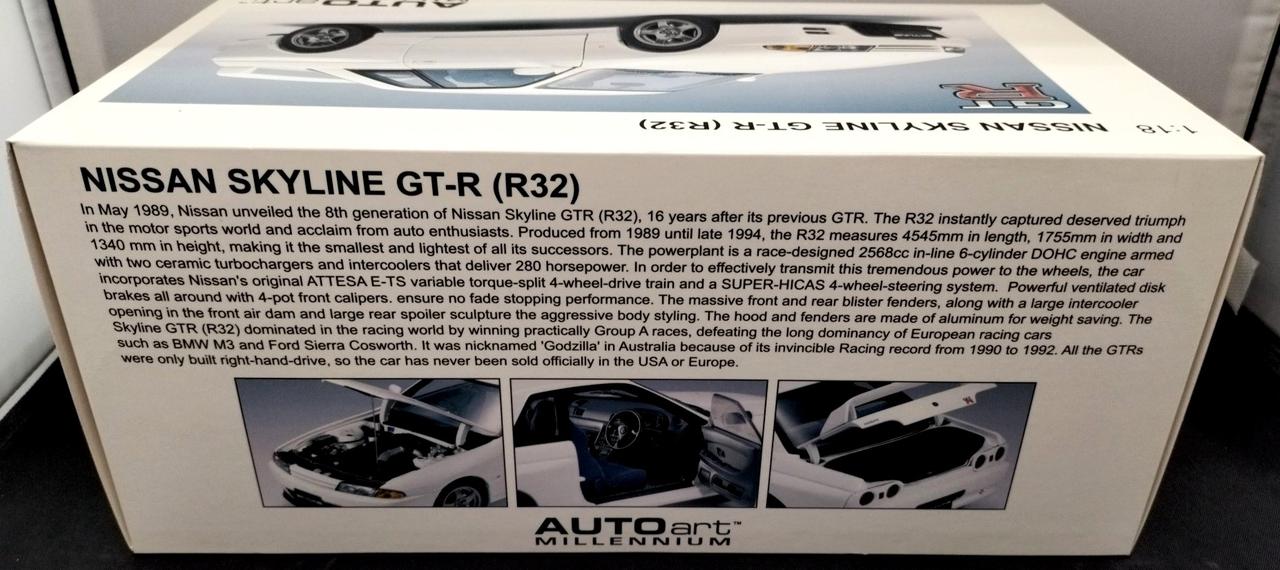 AUTOart
GT-R
1:18 NISSAN SKYLINE GT-R (R32)
NISSAN SKYLINE GT-R (R32)
In May 1989, Nissan unveiled the 8th generation of Nissan Skyline GTR (R32), 16 years after its previous GTR. The R32 instantly captured deserved triumph
in the motor sports world and acclaim from auto enthusiasts. Produced from 1989 until late 1994, the R32 measures 4545mm in length, 1755mm in width and
1340 mm in height, making it the smallest and lightest of all its successors. The powerplant is a race-designed 2568cc in-line 6-cylinder DOHC engine armed
with two ceramic turbochargers and intercoolers that deliver 280 horsepower. In order to effectively transmit this tremendous power to the wheels, the car
incorporates Nissan's original ATTESA E-TS variable torque-split 4-wheel-drive train and a SUPER-HICAS 4-wheel-steering system. Powerful ventilated disk
brakes all around with 4-pot front calipers. ensure no fade stopping performance. The massive front and rear blister fenders, along with a large intercooler
opening in the front air dam and large rear spoiler sculpture the aggressive body styling. The hood and fenders are made of aluminum for weight saving. The
Skyline GTR (R32) dominated in the racing world by winning practically Group A races, defeating the long dominancy of European racing cars
such as BMW M3 and Ford Sierra Cosworth. It was nicknamed 'Godzilla' in Australia because of its invincible Racing record from 1990 to 1992. All the GTRs
were only built right-hand-drive, so the car has never been sold officially in the USA or Europe.
AUTOart™
MILLENNIUM